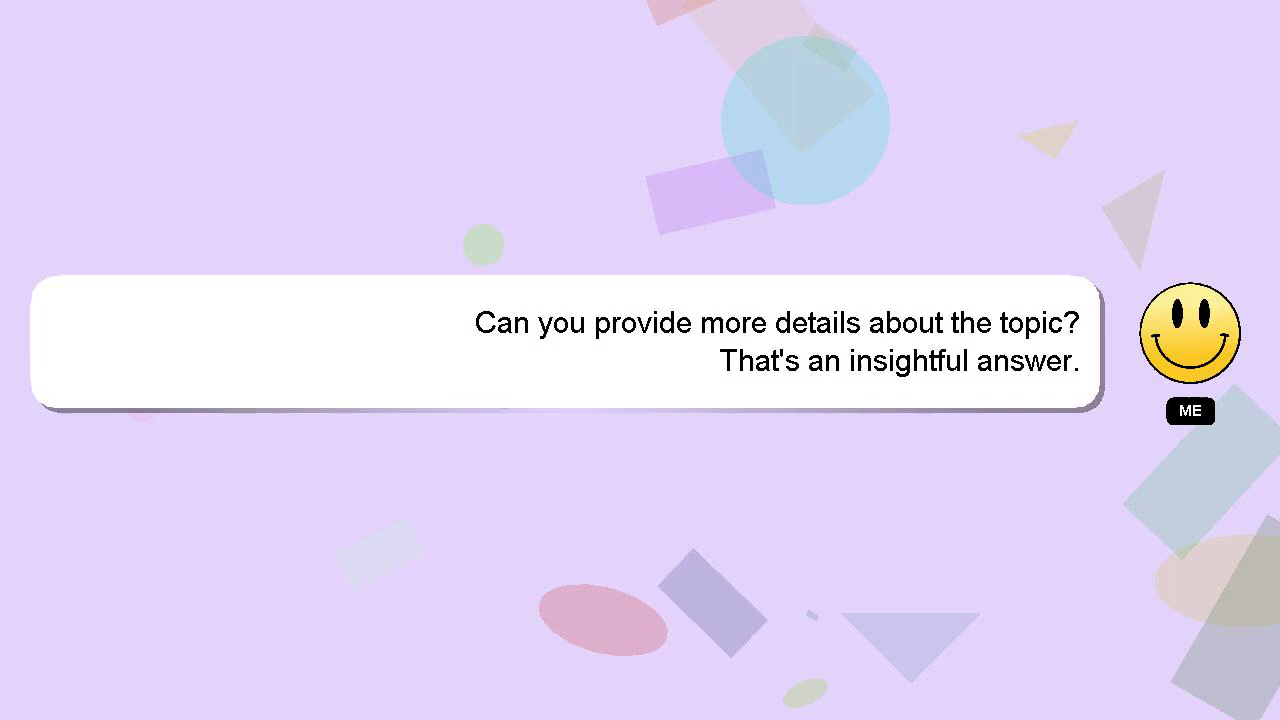 Can you provide more details about the topic?
That's an insightful answer.
ME